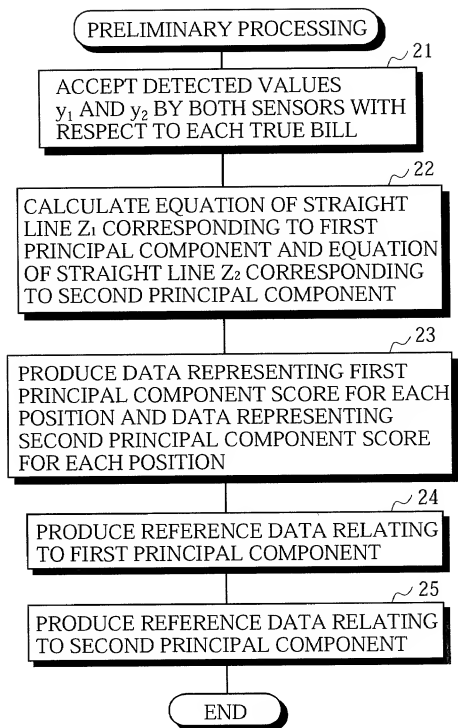 PRELIMINARY PROCESSING
21
ACCEPT DETECTED VALUES
y₁ AND y₂ BY BOTH SENSORS WITH
RESPECT TO EACH TRUE BILL
22
CALCULATE EQUATION OF STRAIGHT
LINE Z₁ CORRESPONDING TO FIRST
PRINCIPAL COMPONENT AND EQUATION
OF STRAIGHT LINE Z₂ CORRESPONDING
TO SECOND PRINCIPAL COMPONENT
23
PRODUCE DATA REPRESENTING FIRST
PRINCIPAL COMPONENT SCORE FOR EACH
POSITION AND DATA REPRESENTING
SECOND PRINCIPAL COMPONENT SCORE
FOR EACH POSITION
24
PRODUCE REFERENCE DATA RELATING
TO FIRST PRINCIPAL COMPONENT
25
PRODUCE REFERENCE DATA RELATING
TO SECOND PRINCIPAL COMPONENT
END